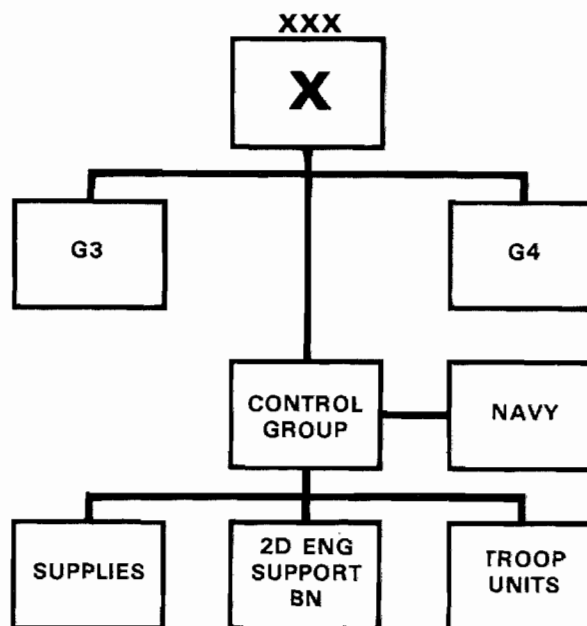 XXX
X
G3
G4
CONTROL
GROUP
NAVY
SUPPLIES
2D ENG
SUPPORT
BN
TROOP
UNITS